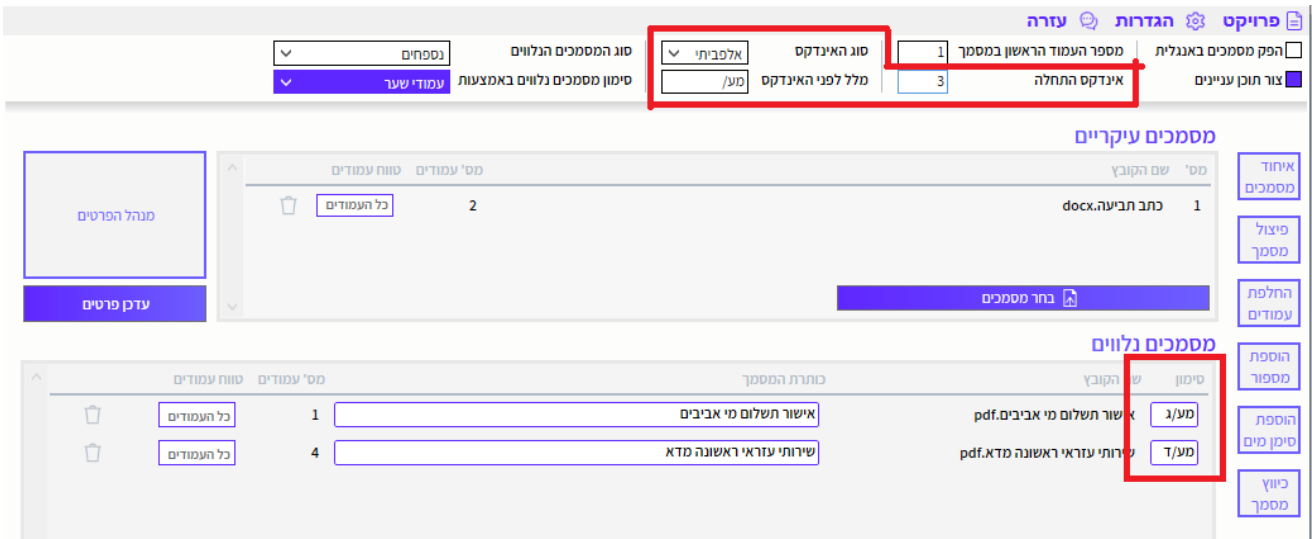 פרויקט הגדרות עזרה
הפק מסמכים באנגלית מספר העמוד הראשון במסמך 1 סוג האינדקס אלפביתי סוג המסמכים הנלווים נספחים
צור תוכן עניינים אינדקס התחלה 3 מלל לפני האינדקס מע/ סימון מסמכים נלווים באמצעות עמודי שער
מסמכים עיקריים
איחוד מסמכים
פיצול מסמך
החלפת עמודים
הוספת מספור
הוספת סימן מים
כיווץ מסמך
מס' שם הקובץ מס' עמודים טווח עמודים
1 כתב תביעה.docx 2 כל העמודים
בחר מסמכים
מנהל הפרטים
עדכן פרטים
מסמכים נלווים
סימון שם הקובץ כותרת המסמך מס' עמודים טווח עמודים
מע/ג אישור תשלום מי אביבים.pdf אישור תשלום מי אביבים 1 כל העמודים
מע/ד שירותי עזראי ראשונה מדא.pdf שירותי עזראי ראשונה מדא 4 כל העמודים